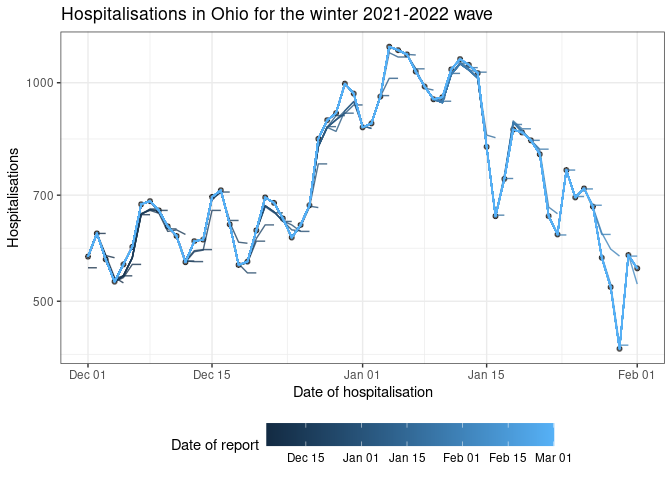 Hospitalisations in Ohio for the winter 2021-2022 wave
Hospitalisations
1000
700
500
Dec 01 Dec 15 Jan 01 Jan 15 Feb 01
Date of hospitalisation
Date of report
Dec 15 Jan 01 Jan 15 Feb 01 Feb 15 Mar 01